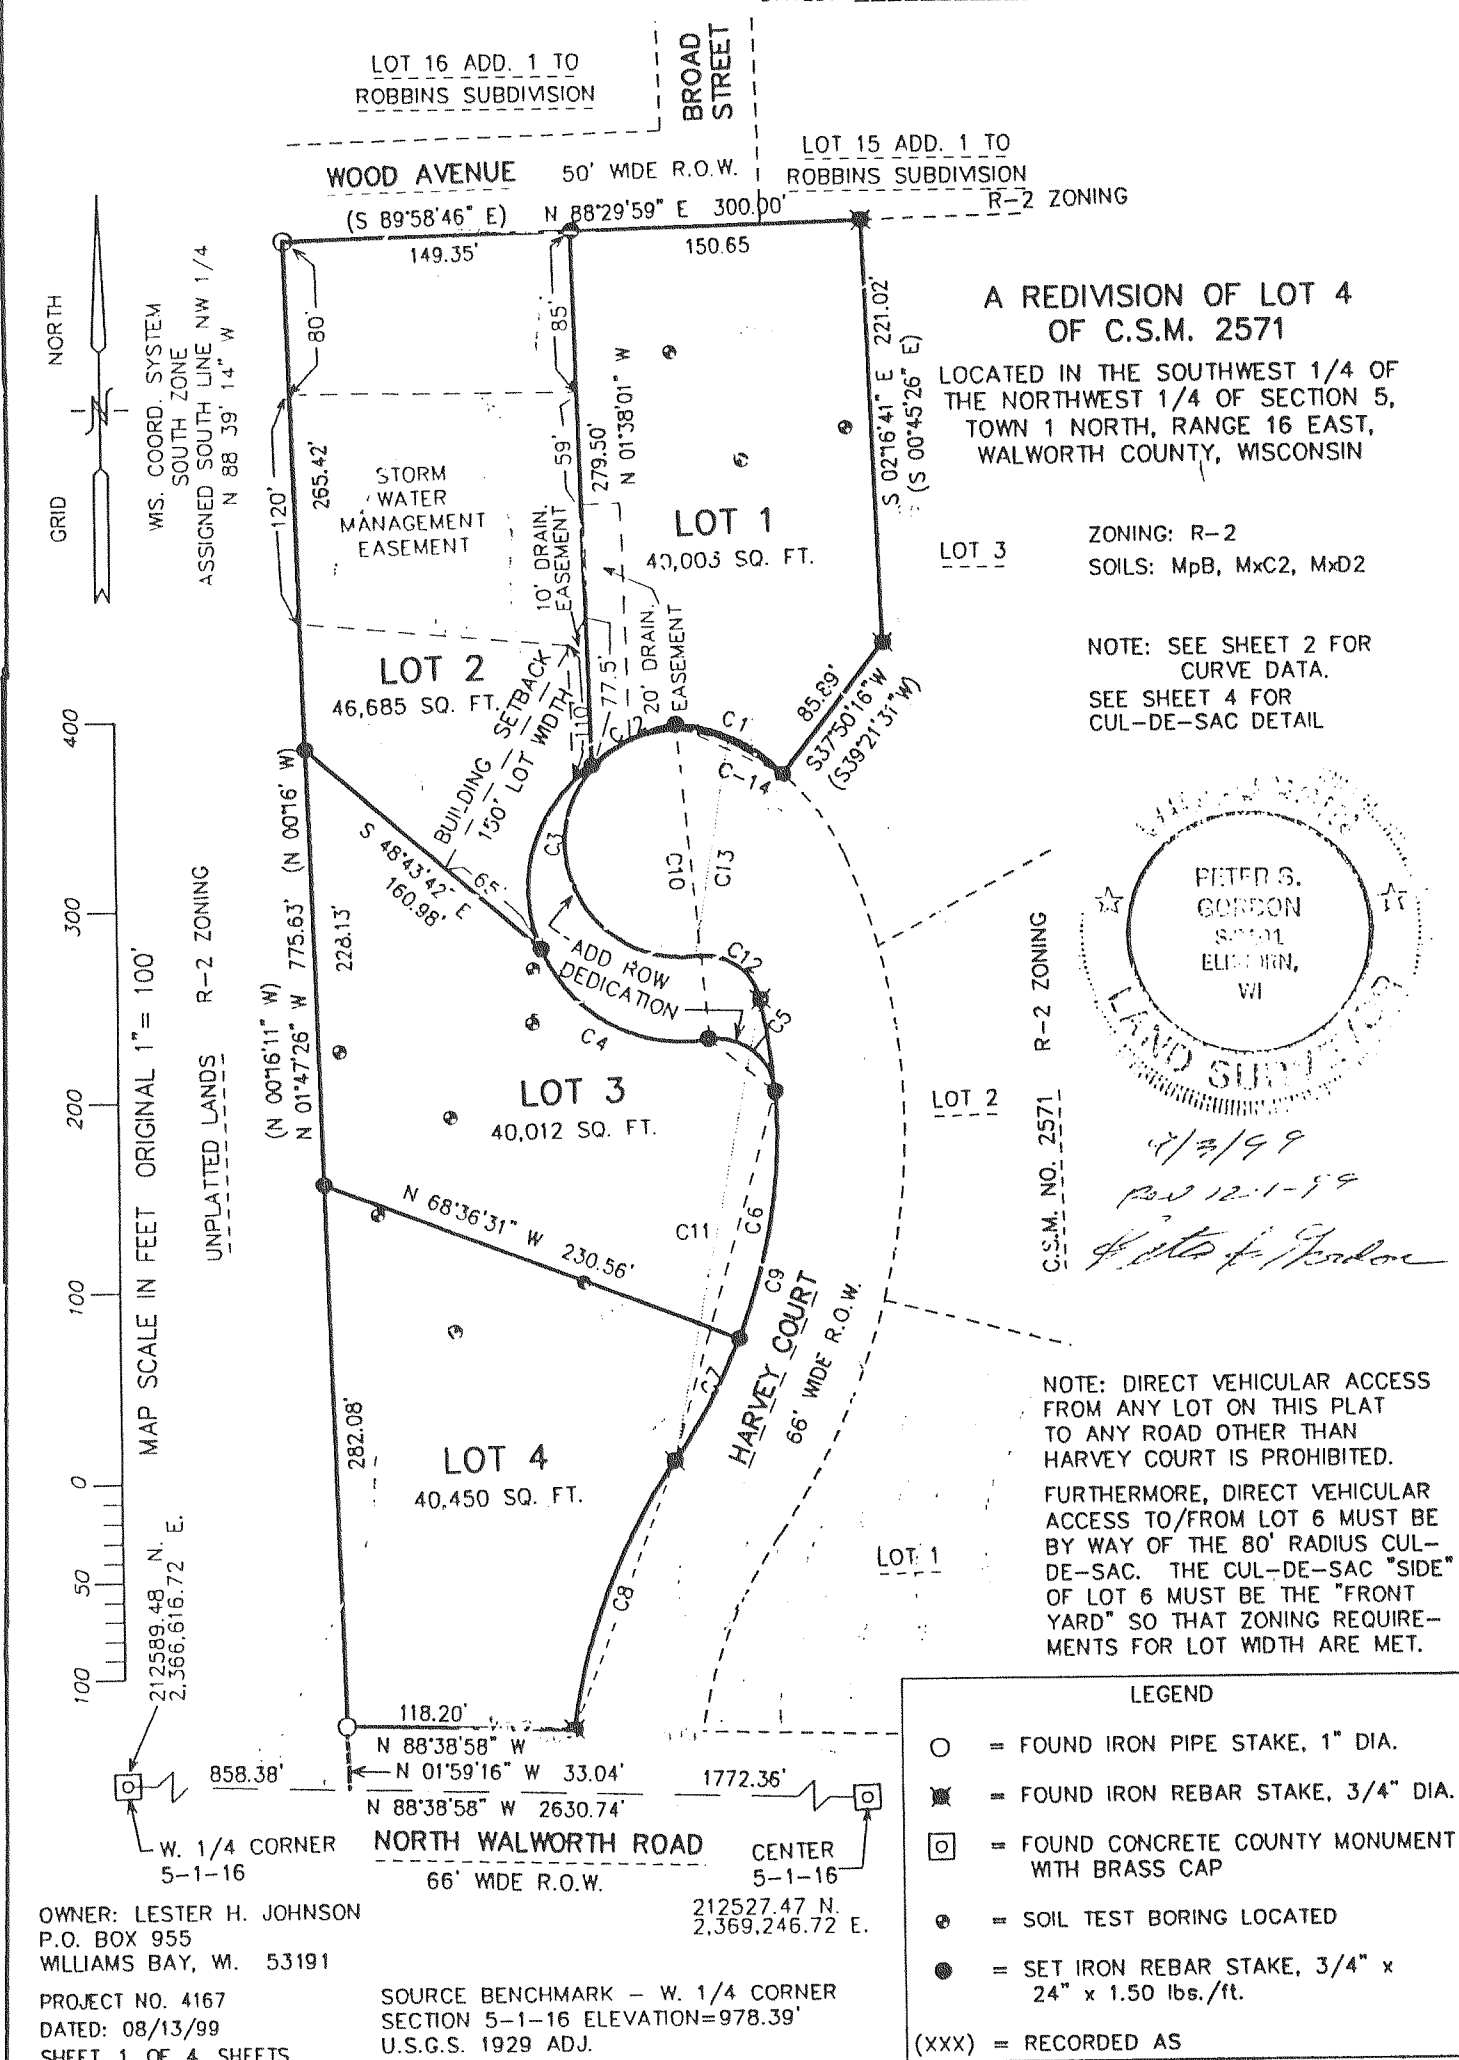 LOT 16 ADD. 1 TO
ROBBINS SUBDIVISION
BROAD
STREET
LOT 15 ADD. 1 TO
ROBBINS SUBDIVISION
WOOD AVENUE 50' WIDE R.O.W.
R-2 ZONING
(S 89°58'46" E) N 88°29'59" E 300.00'
149.35'
150.65
GRID NORTH
WIS. COORD. SYSTEM
SOUTH ZONE
ASSIGNED SOUTH LINE NW 1/4
N 88 39' 14" W
80'
85'
120'
265.42'
59'
279.50'
N 01°38'01" W
S 02°16'41" E 221.02'
(S 00°45'26" E)
A REDIVISION OF LOT 4
OF C.S.M. 2571
LOCATED IN THE SOUTHWEST 1/4 OF
THE NORTHWEST 1/4 OF SECTION 5,
TOWN 1 NORTH, RANGE 16 EAST,
WALWORTH COUNTY, WISCONSIN
STORM
WATER
MANAGEMENT
EASEMENT
10' DRAIN.
EASEMENT
LOT 1
40,003 SQ. FT.
LOT 3
ZONING: R-2
SOILS: MpB, MxC2, MxD2
20' DRAIN.
EASEMENT
77.5'
110'
LOT 2
46,685 SQ. FT.
BUILDING SETBACK
150' LOT WIDTH
NOTE: SEE SHEET 2 FOR
CURVE DATA.
SEE SHEET 4 FOR
CUL-DE-SAC DETAIL
85.89'
S37°50'16"W
(S39°21'31"W)
C1
C-14
C3
C10
C13
S 48°43'42" E
160.98'
65'
ADD ROW
DEDICATION
C12
C5
C4
400
300
200
100
0
50
100
MAP SCALE IN FEET ORIGINAL 1"= 100'
UNPLATTED LANDS R-2 ZONING
(N 00°16'11" W)
N 01°47'26" W 775.63' (N 00°16' W)
228.13'
LOT 3
40,012 SQ. FT.
LOT 2
C.S.M. NO. 2571 R-2 ZONING
PETER S.
GORDON
ELKHORN,
WI
LAND SURVEYOR
N 68°36'31" W 230.56'
C11
C6
C9
C7
HARVEY COURT
66' WIDE R.O.W.
282.08'
LOT 4
40,450 SQ. FT.
C8
LOT 1
NOTE: DIRECT VEHICULAR ACCESS
FROM ANY LOT ON THIS PLAT
TO ANY ROAD OTHER THAN
HARVEY COURT IS PROHIBITED.
FURTHERMORE, DIRECT VEHICULAR
ACCESS TO/FROM LOT 6 MUST BE
BY WAY OF THE 80' RADIUS CUL-
DE-SAC. THE CUL-DE-SAC "SIDE"
OF LOT 6 MUST BE THE "FRONT
YARD" SO THAT ZONING REQUIRE-
MENTS FOR LOT WIDTH ARE MET.
212589.48 N.
2,366,616.72 E.
118.20'
N 88°38'58" W
N 01°59'16" W 33.04'
858.38'
1772.36'
N 88°38'58" W 2630.74'
W. 1/4 CORNER
5-1-16
NORTH WALWORTH ROAD
66' WIDE R.O.W.
CENTER
5-1-16
212527.47 N.
2,369,246.72 E.
OWNER: LESTER H. JOHNSON
P.O. BOX 955
WILLIAMS BAY, WI. 53191
PROJECT NO. 4167
DATED: 08/13/99
SHEET 1 OF 4 SHEETS
SOURCE BENCHMARK - W. 1/4 CORNER
SECTION 5-1-16 ELEVATION=978.39'
U.S.G.S. 1929 ADJ.
LEGEND
= FOUND IRON PIPE STAKE, 1" DIA.
= FOUND IRON REBAR STAKE, 3/4" DIA.
= FOUND CONCRETE COUNTY MONUMENT
WITH BRASS CAP
= SOIL TEST BORING LOCATED
= SET IRON REBAR STAKE, 3/4" x
24" x 1.50 lbs./ft.
(XXX) = RECORDED AS